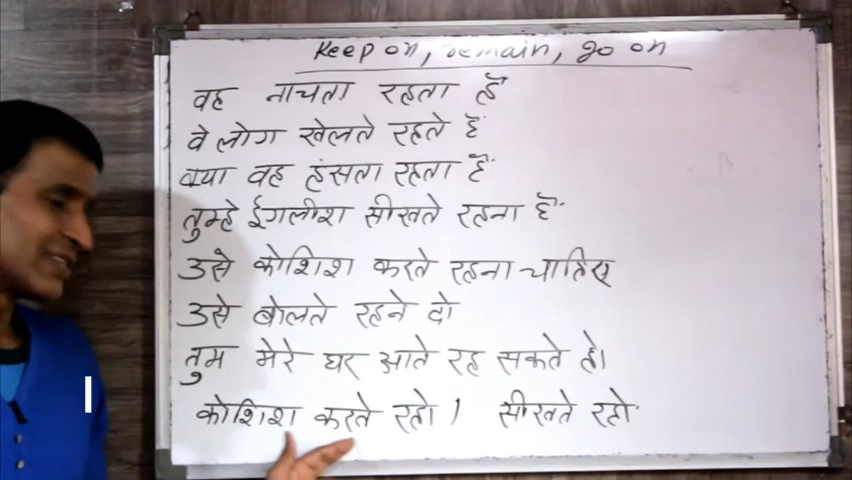 Keep on, remain, go on
वह नाचता रहता है
वे लोग खेलते रहते है
क्या वह हंसता रहता है
तुम्हे ईगलीश सीखते रहना है
उसे कोशिश करते रहना चाहिए
उसे बोलते रहने दो
तुम मेरे घर आते रह सकते हो।
कोशिश करते रहो। सीखते रहो